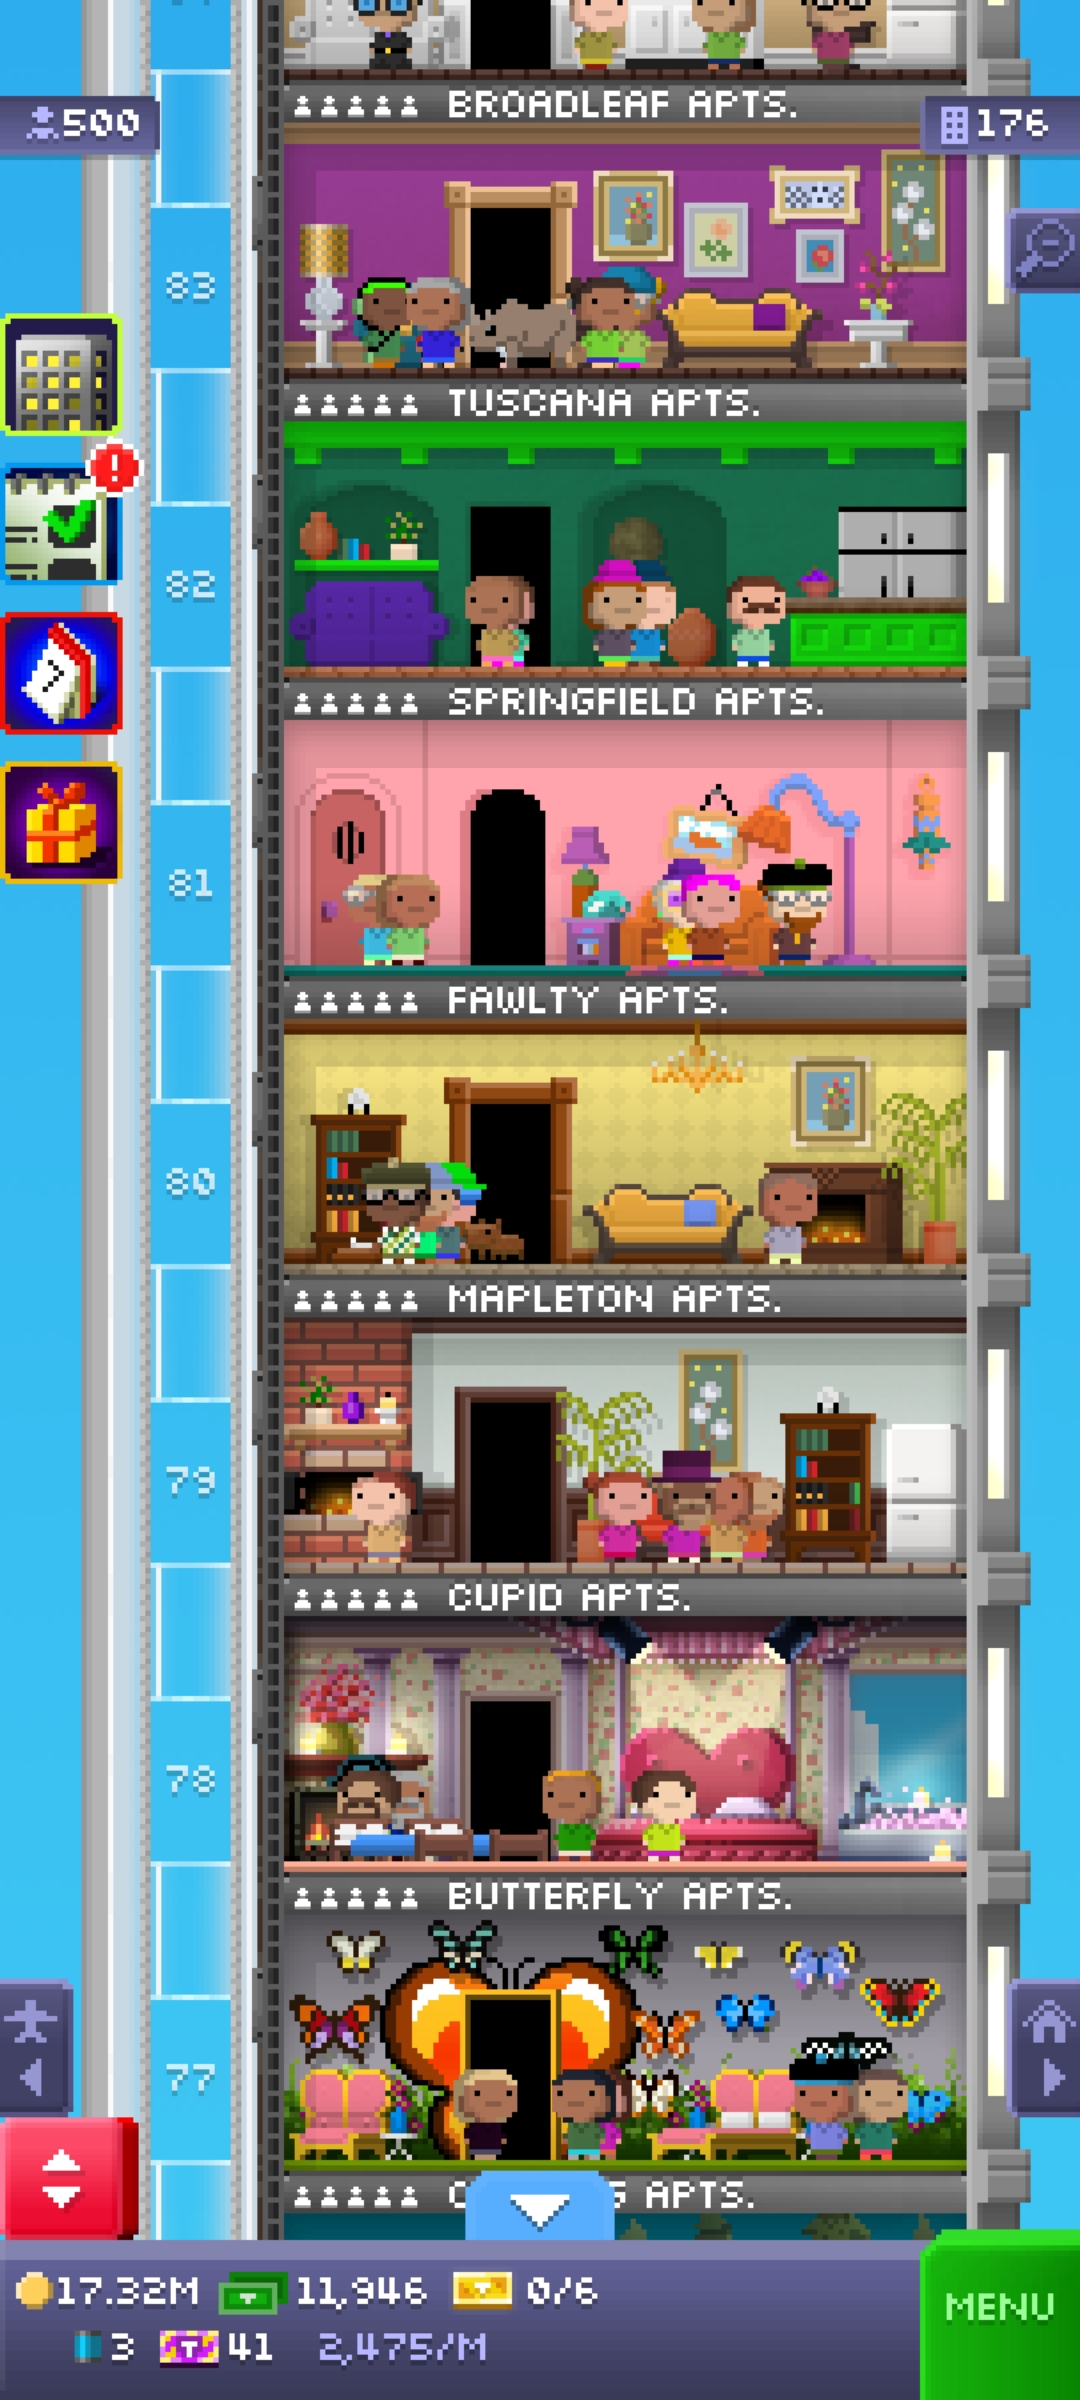 BROADLEAF APTS.
500
176
83
TUSCANA APTS.
82
SPRINGFIELD APTS.
81
FAWLTY APTS.
80
MAPLETON APTS.
79
CUPID APTS.
78
BUTTERFLY APTS.
77
APTS.
17.32M 11,946 0/6
MENU
3 T 41 2,475/M